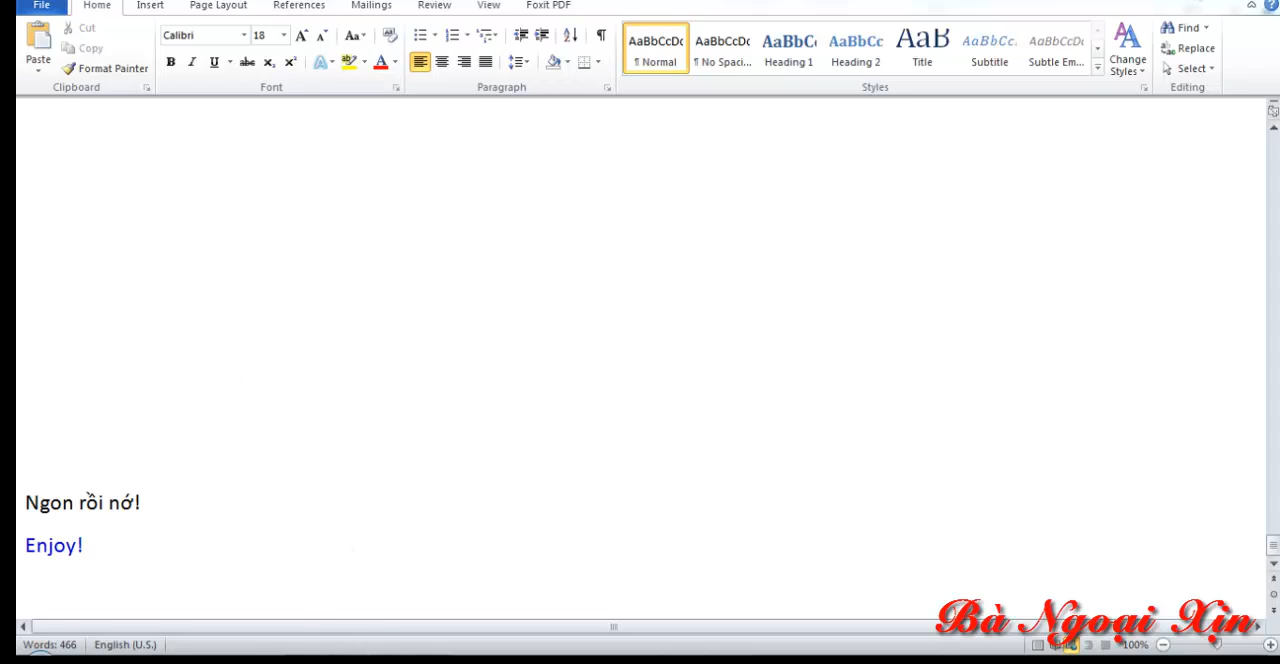 File Home Insert Page Layout References Mailings Review View Foxit PDF
Paste
Cut
Copy
Format Painter
Clipboard
Calibri 18
Font
Paragraph
AaBbCcDc AaBbCcDc AaBbC AaBbCc AaB AaBbCc. AaBbCcDc
¶ Normal ¶ No Spaci... Heading 1 Heading 2 Title Subtitle Subtle Em...
Styles
Change
Styles
Find
Replace
Select
Editing
Ngon rồi nớ!
Enjoy!
Bà Ngoại Xịn
Words: 466 English (U.S.) 100%